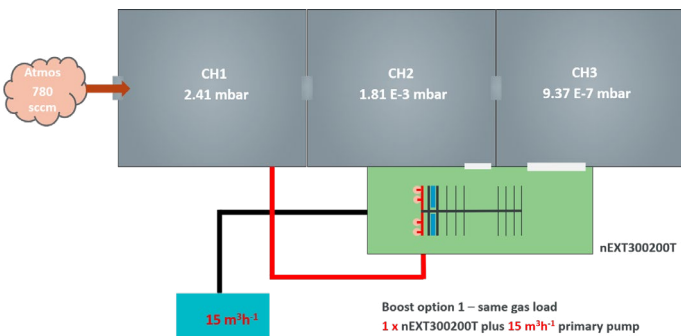 Atmos
780
sccm
CH1
2.41 mbar
CH2
1.81 E-3 mbar
CH3
9.37 E-7 mbar
nEXT300200T
15 m³h⁻¹
Boost option 1 – same gas load
1 x nEXT300200T plus 15 m³h⁻¹ primary pump